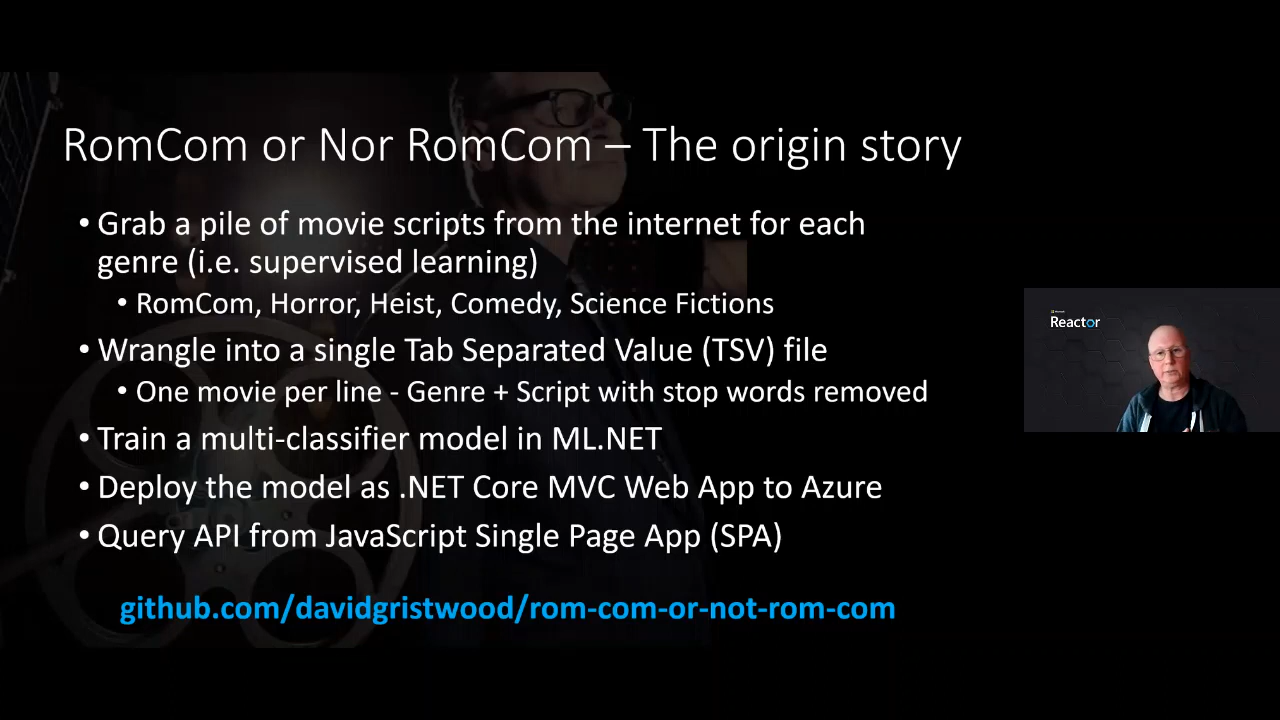 RomCom or Nor RomCom – The origin story
• Grab a pile of movie scripts from the internet for each
genre (i.e. supervised learning)
• RomCom, Horror, Heist, Comedy, Science Fictions
• Wrangle into a single Tab Separated Value (TSV) file
• One movie per line - Genre + Script with stop words removed
• Train a multi-classifier model in ML.NET
• Deploy the model as .NET Core MVC Web App to Azure
• Query API from JavaScript Single Page App (SPA)
github.com/davidgristwood/rom-com-or-not-rom-com
Reactor